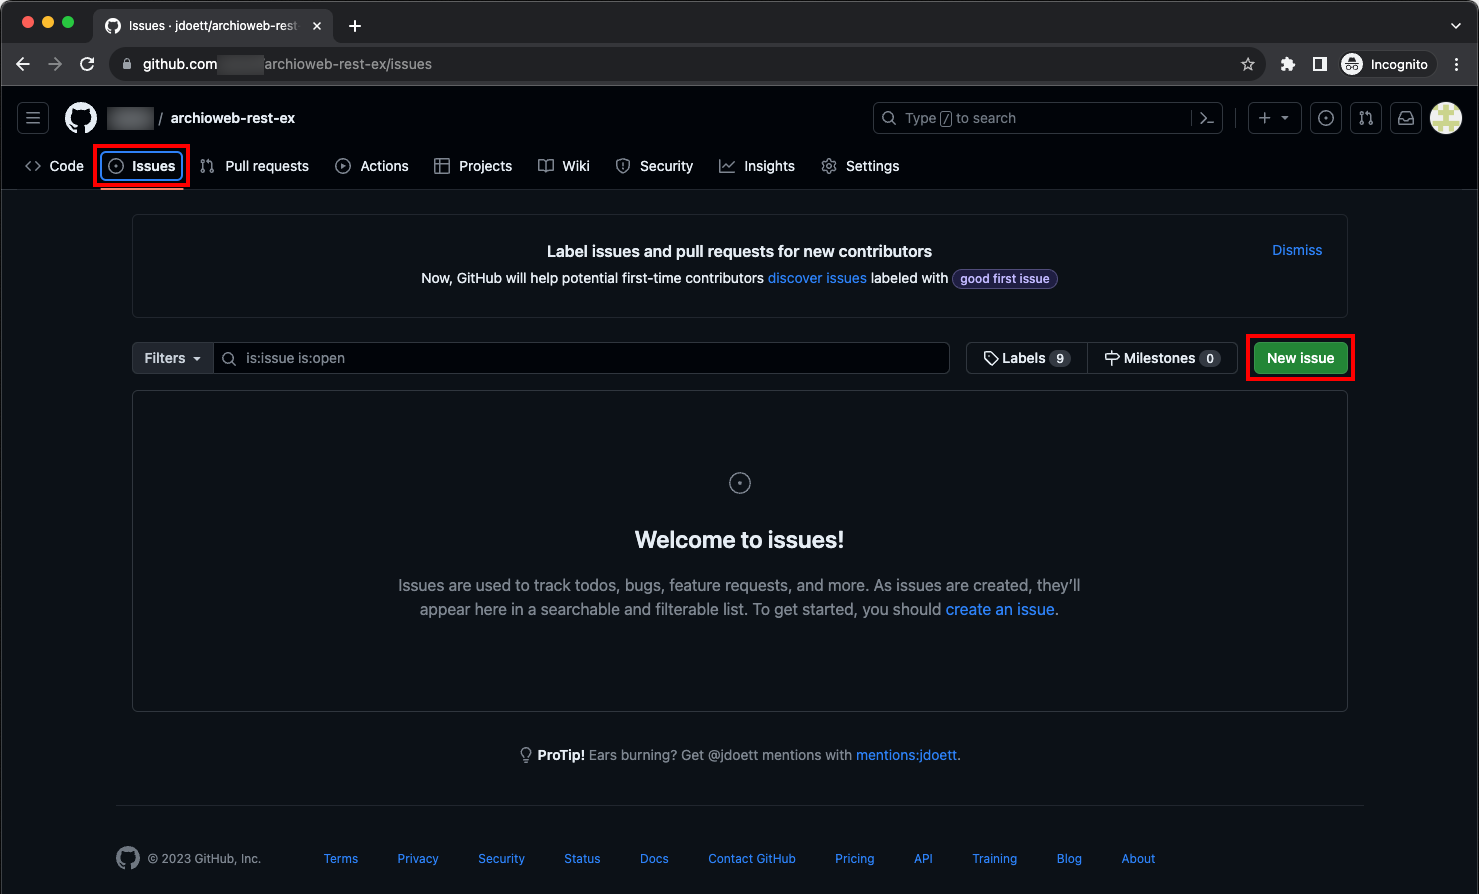 Issues · jdoett/archioweb-rest-
github.com archioweb-rest-ex/issues
Incognito
/ archioweb-rest-ex
Type / to search
Code Issues Pull requests Actions Projects Wiki Security Insights Settings
Label issues and pull requests for new contributors
Dismiss
Now, GitHub will help potential first-time contributors discover issues labeled with good first issue
Filters is:issue is:open Labels 9 Milestones 0 New issue
Welcome to issues!
Issues are used to track todos, bugs, feature requests, and more. As issues are created, they’ll
appear here in a searchable and filterable list. To get started, you should create an issue.
ProTip! Ears burning? Get @jdoett mentions with mentions:jdoett.
© 2023 GitHub, Inc. Terms Privacy Security Status Docs Contact GitHub Pricing API Training Blog About